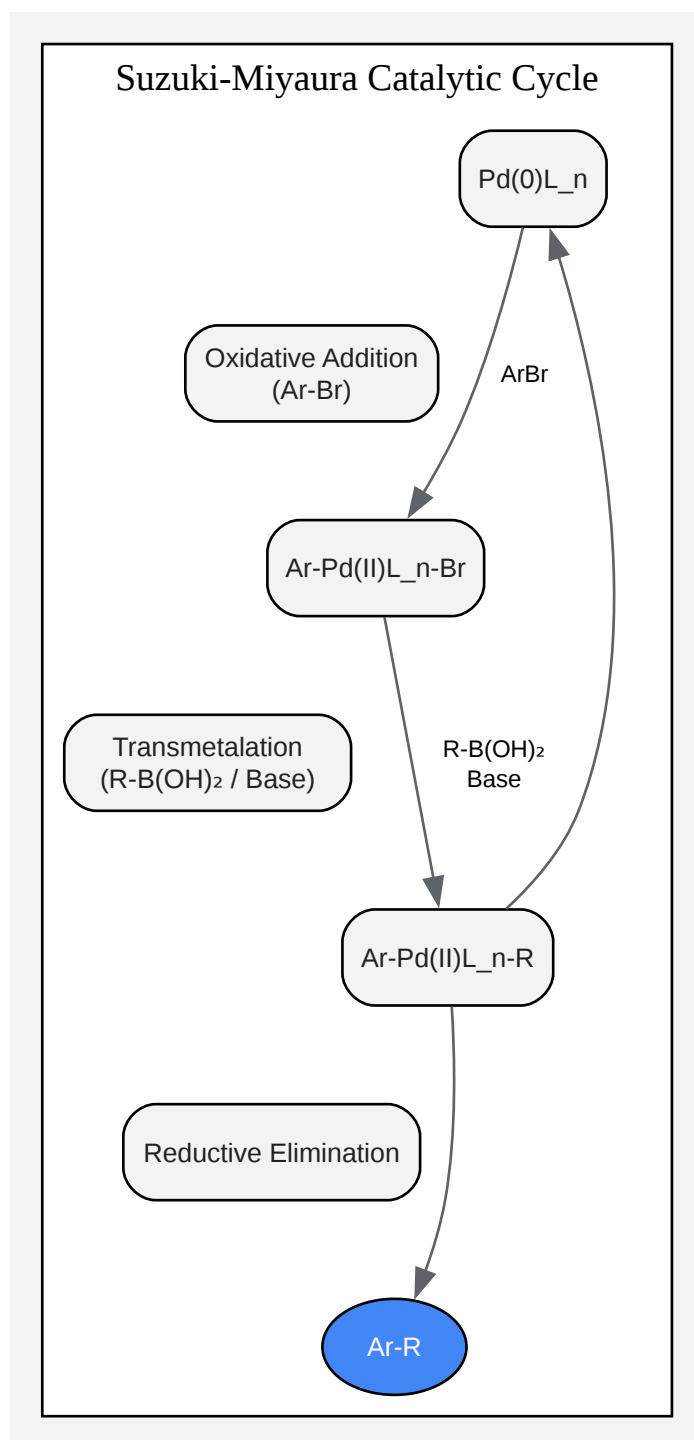 Suzuki-Miyaura Catalytic Cycle
Pd(0)L_n
Oxidative Addition
(Ar-Br)
ArBr
Ar-Pd(II)L_n-Br
Transmetalation
(R-B(OH)₂ / Base)
R-B(OH)₂
Base
Ar-Pd(II)L_n-R
Reductive Elimination
Ar-R